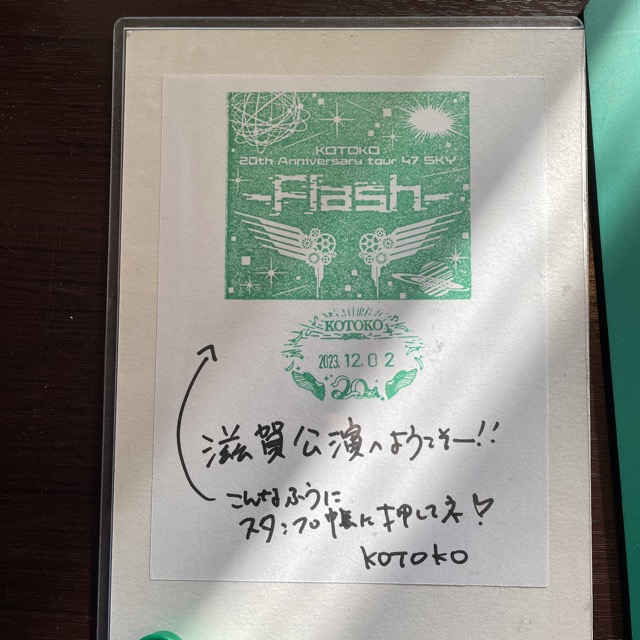 KOTOKO
20th Anniversary tour 47 SKY
-Flash-
KOTOKO
2023.12.02
20th
滋賀公演へようこそー!!
こんなふうに
スタンプ帳に押してネ♡
KOTOKO